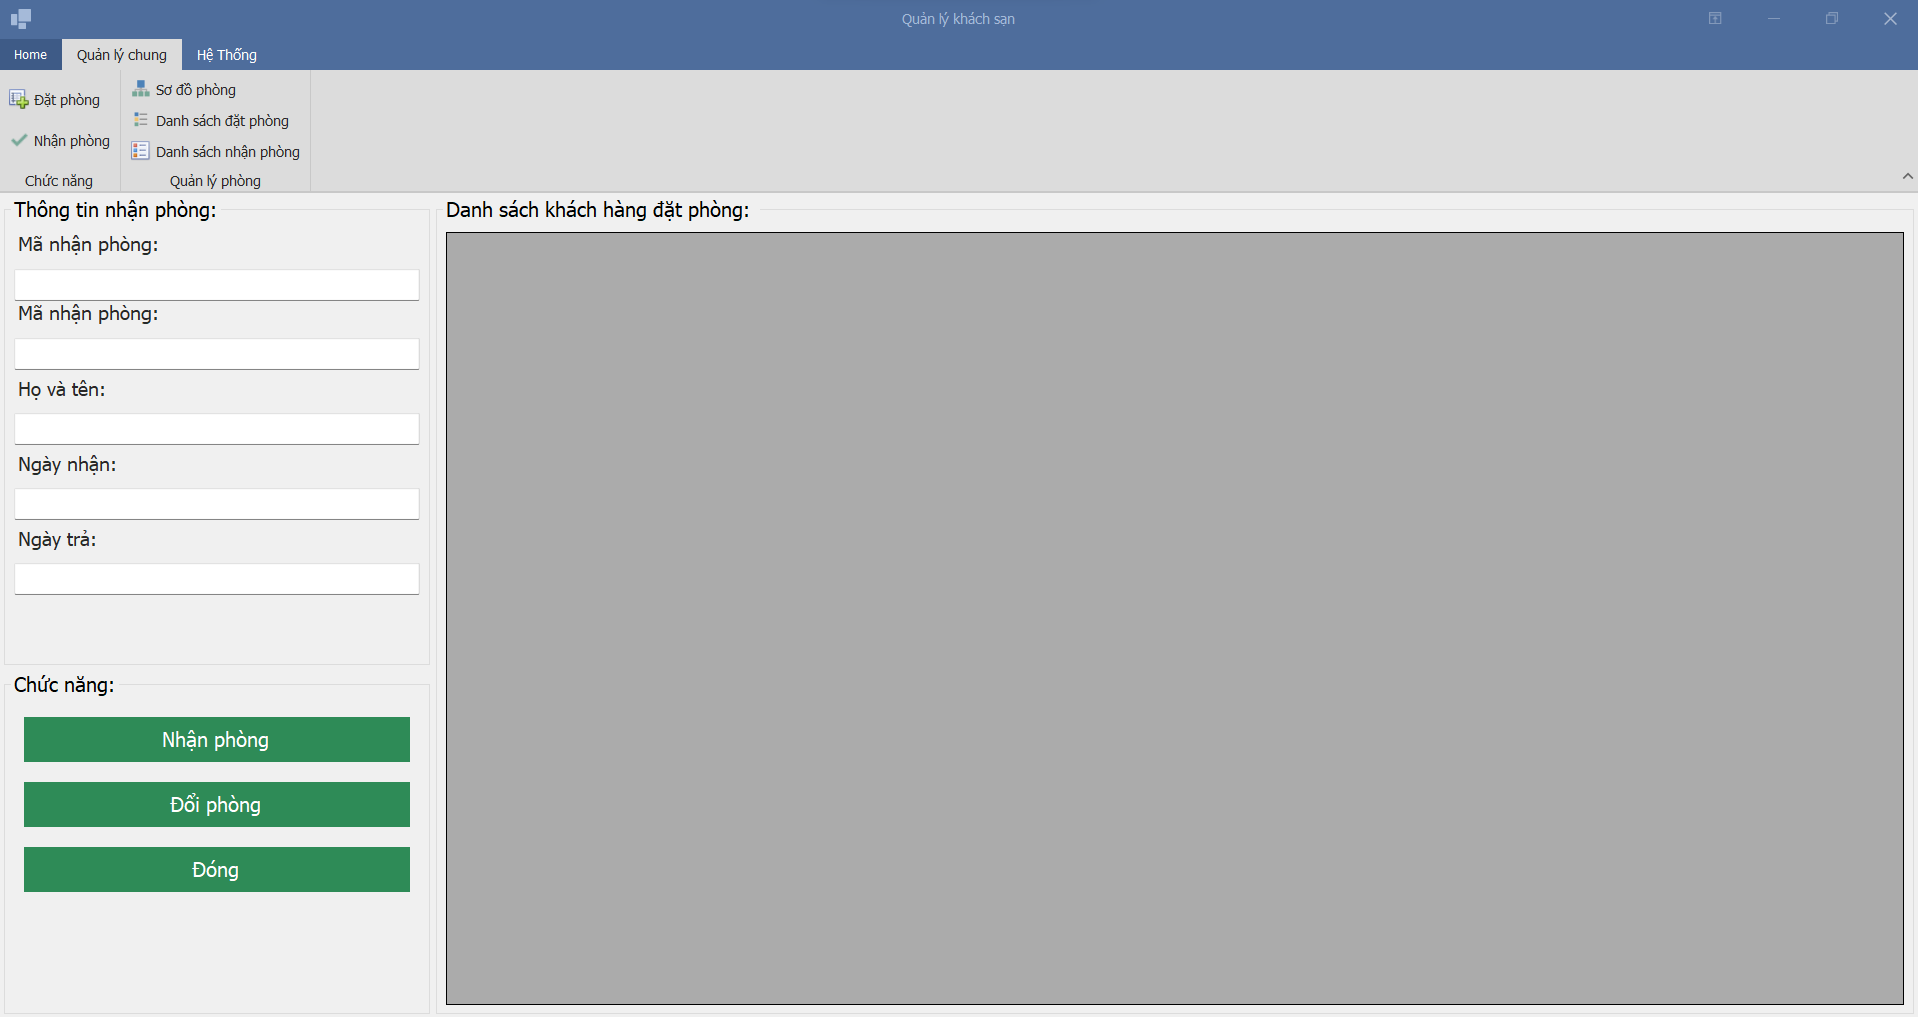 Quản lý khách sạn
Home
Quản lý chung
Hệ Thống
Đặt phòng
Nhận phòng
Chức năng
Sơ đồ phòng
Danh sách đặt phòng
Danh sách nhận phòng
Quản lý phòng
Thông tin nhận phòng:
Mã nhận phòng:
Mã nhận phòng:
Họ và tên:
Ngày nhận:
Ngày trả:
Chức năng:
Nhận phòng
Đổi phòng
Đóng
Danh sách khách hàng đặt phòng: